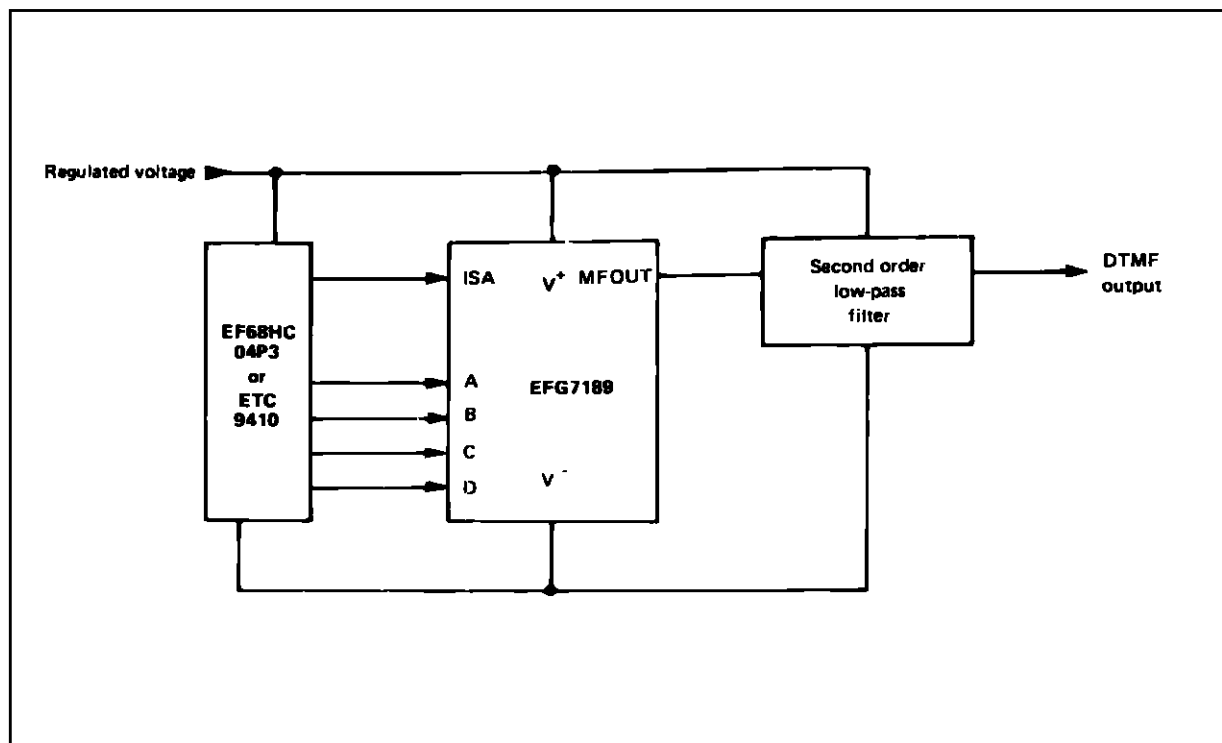 Regulated voltage
EF68HC
04P3
or
ETC
9410
ISA
V+
MFOUT
A
B
C
D
EFG7189
V-
Second order
low-pass
filter
DTMF
output